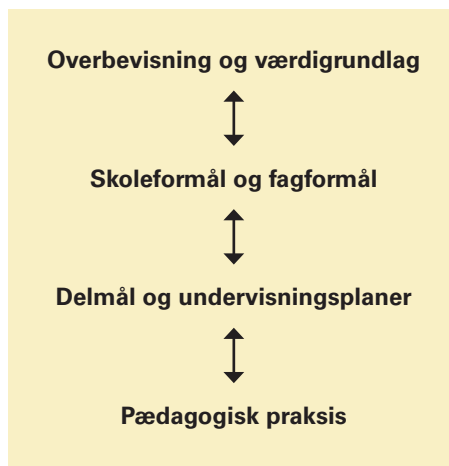 Overbevisning og værdigrundlag
Skoleformål og fagformål
Delmål og undervisningsplaner
Pædagogisk praksis